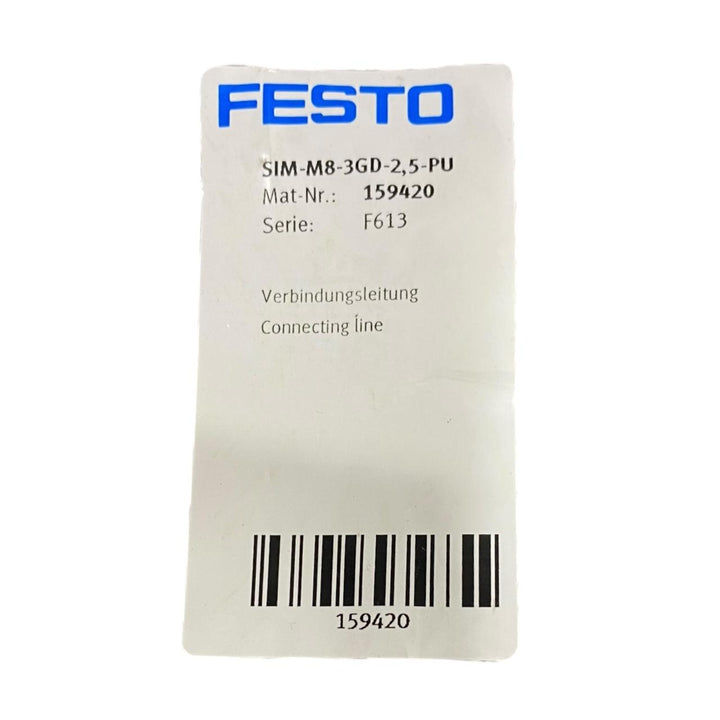 FESTO
SIM-M8-3GD-2,5-PU
Mat-Nr.: 159420
Serie: F613
Verbindungsleitung
Connecting line
159420